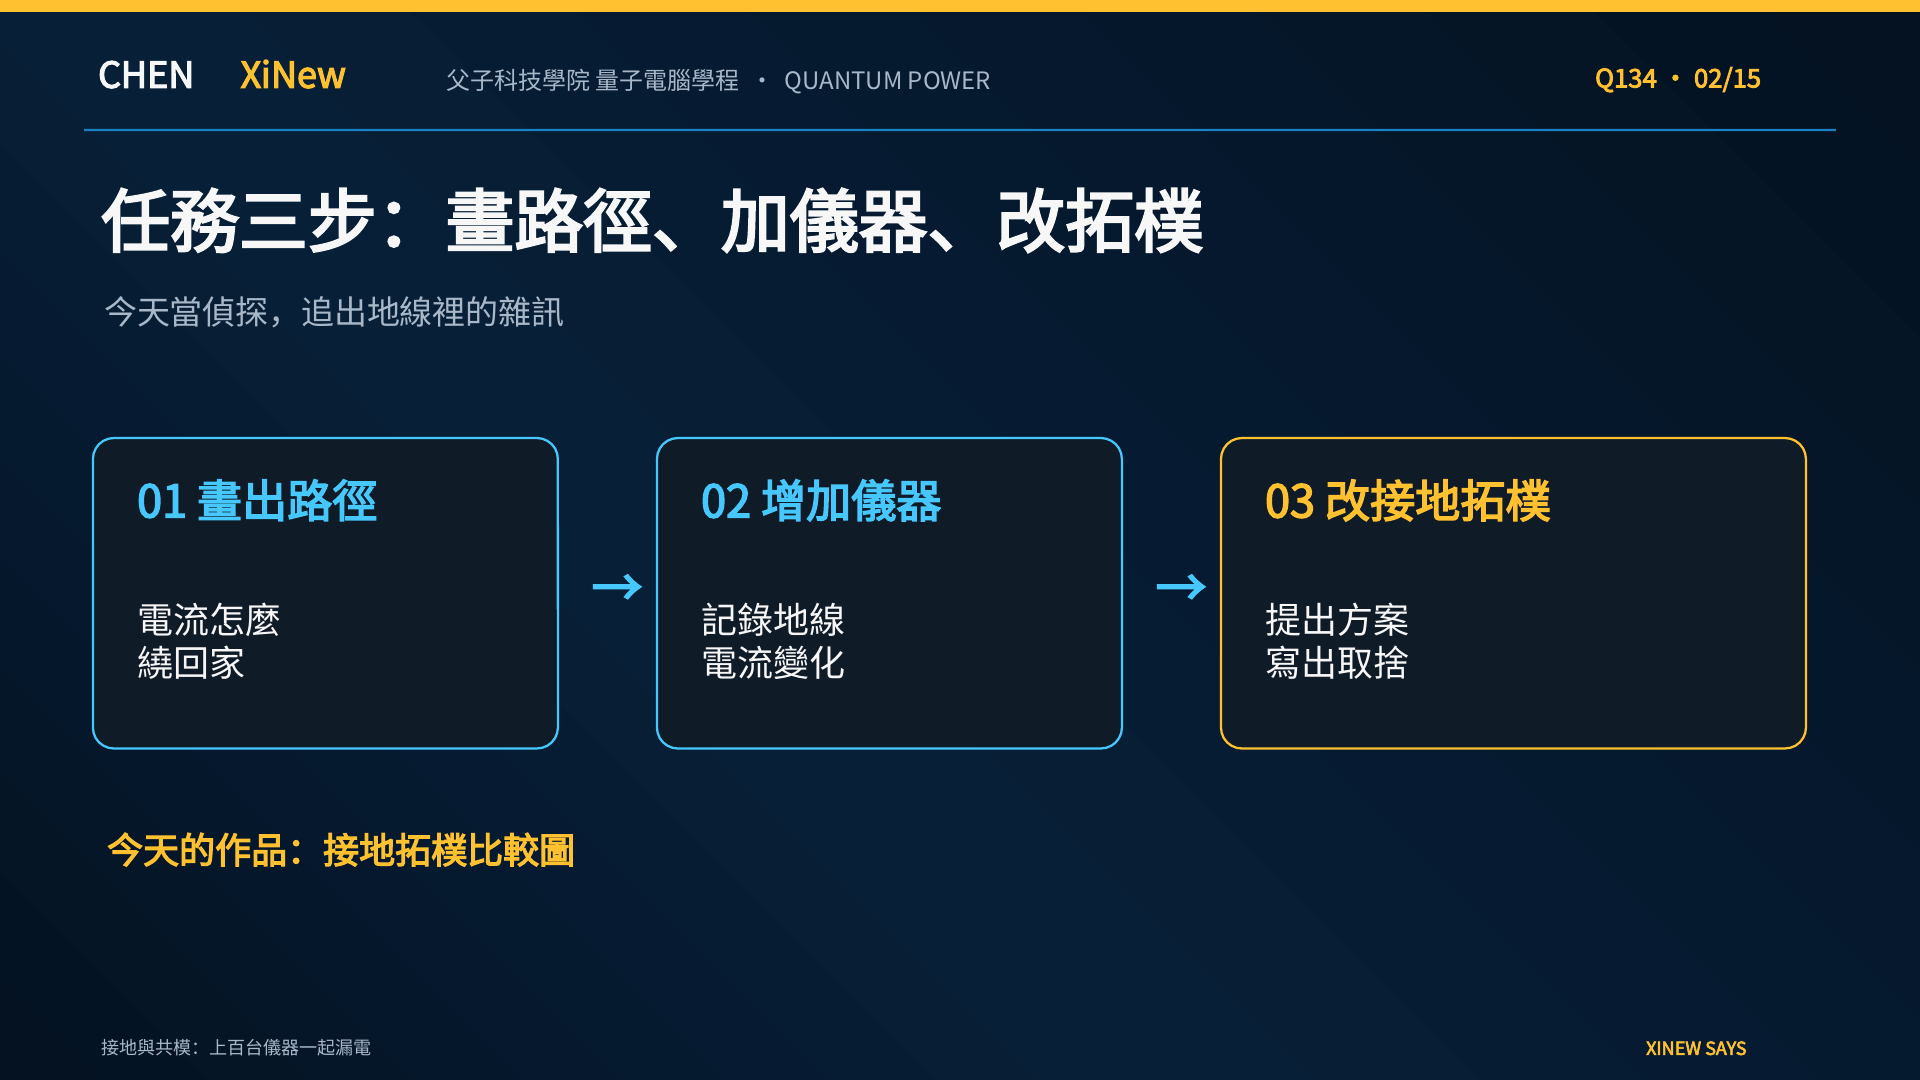 CHEN XiNew 父子科技學院 量子電腦學程 • QUANTUM POWER Q134 • 02/15
任務三步：畫路徑、加儀器、改拓樸
今天當偵探，追出地線裡的雜訊
01 畫出路徑
電流怎麼
繞回家
→
02 增加儀器
記錄地線
電流變化
→
03 改接地拓樸
提出方案
寫出取捨
今天的作品：接地拓樸比較圖
接地與共模：上百台儀器一起漏電
XINEW SAYS